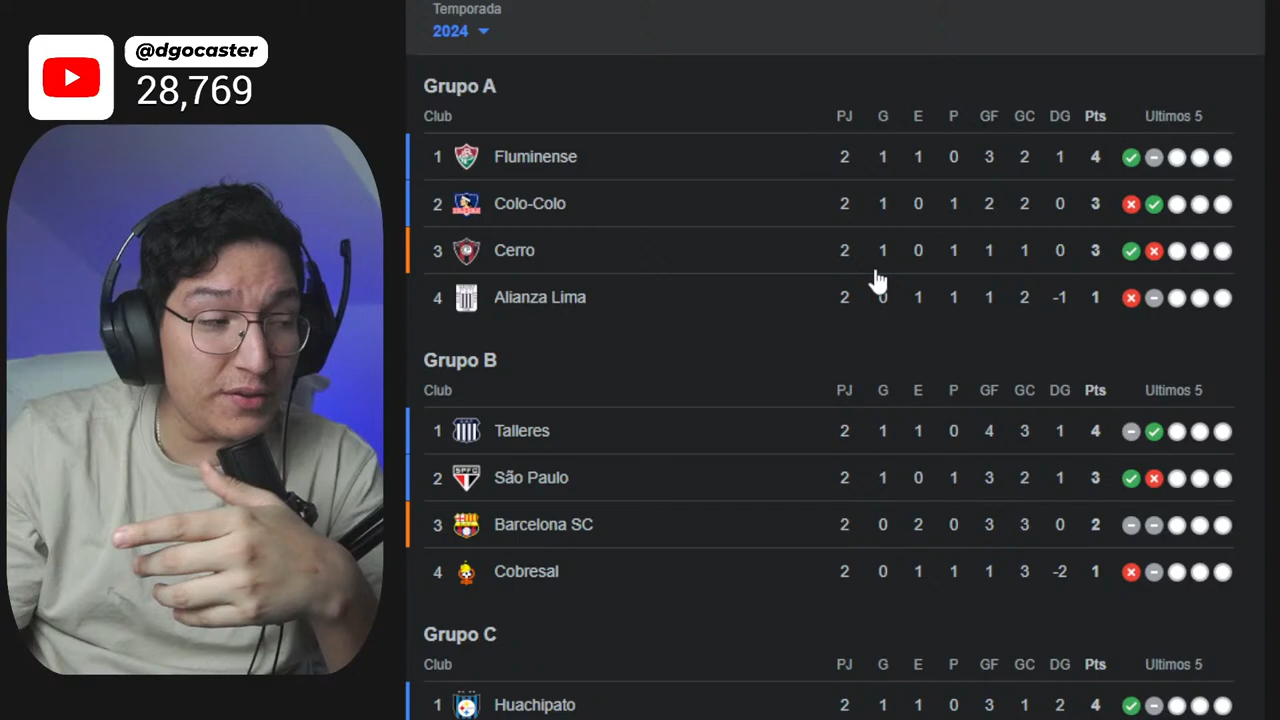 @dgocaster
28,769
Temporada
2024
Grupo A
Club PJ G E P GF GC DG Pts Ultimos 5
1 Fluminense 2 1 1 0 3 2 1 4
2 Colo-Colo 2 1 0 1 2 2 0 3
3 Cerro 2 1 0 1 1 1 0 3
4 Alianza Lima 2 0 1 1 1 2 -1 1
Grupo B
Club PJ G E P GF GC DG Pts Ultimos 5
1 Talleres 2 1 1 0 4 3 1 4
2 São Paulo 2 1 0 1 3 2 1 3
3 Barcelona SC 2 0 2 0 3 3 0 2
4 Cobresal 2 0 1 1 1 3 -2 1
Grupo C
Club PJ G E P GF GC DG Pts Ultimos 5
1 Huachipato 2 1 1 0 3 1 2 4